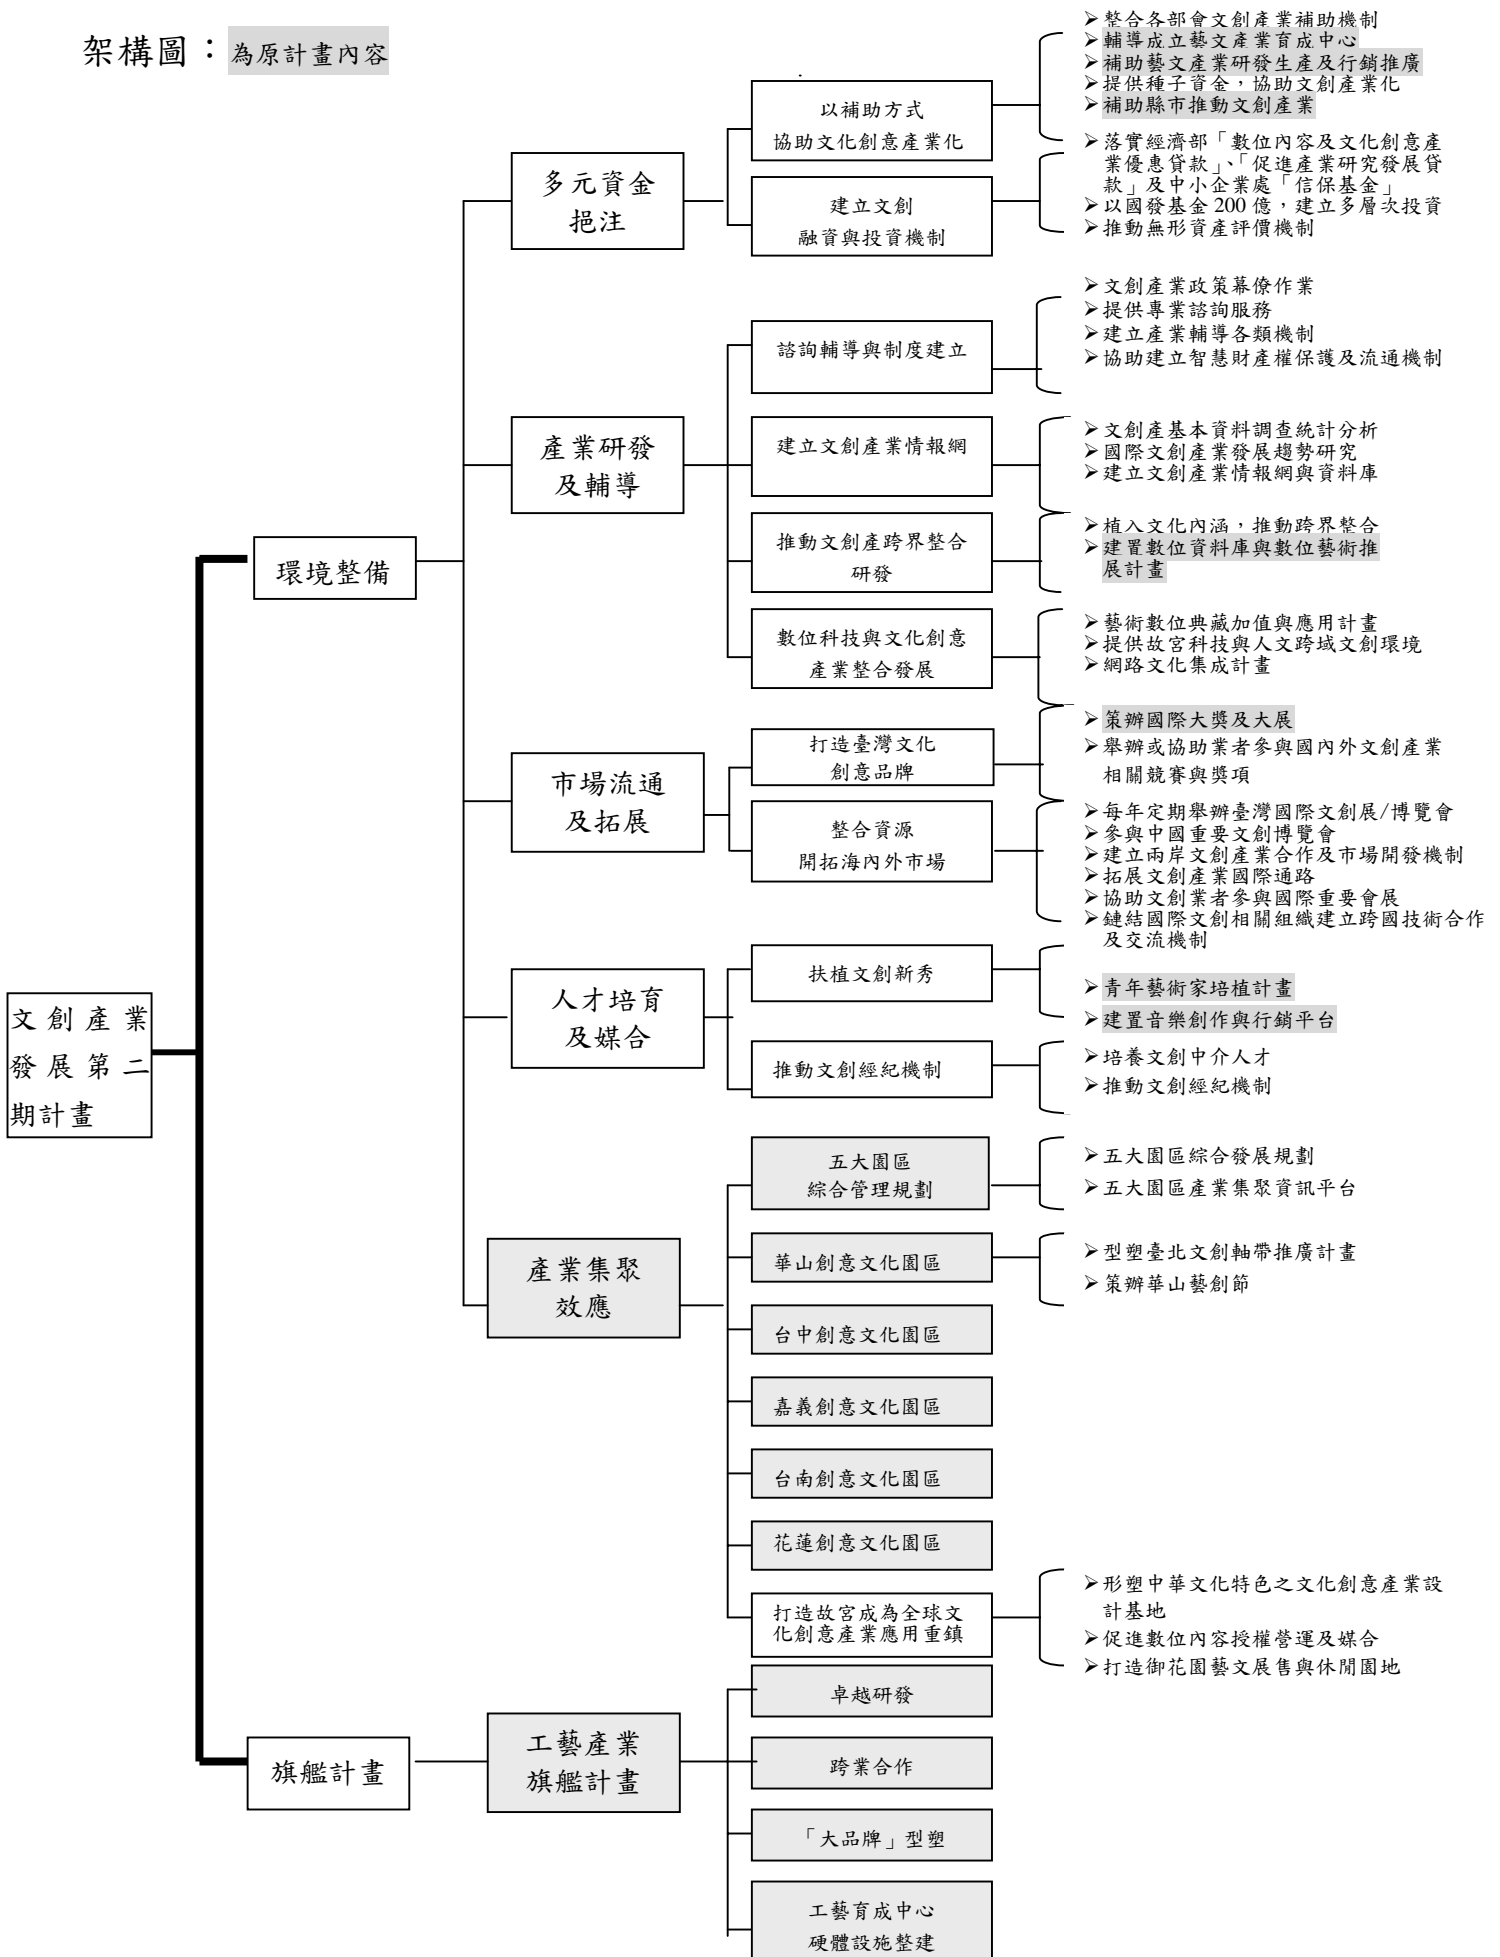 架構圖：為原計畫內容
文創產業
發展第二
期計畫
環境整備
多元資金
挹注
以補助方式
協助文化創意產業化
➢整合各部會文創產業補助機制
➢輔導成立藝文產業育成中心
➢補助藝文產業研發生產及行銷推廣
➢提供種子資金，協助文創產業化
➢補助縣市推動文創產業
建立文創
融資與投資機制
➢落實經濟部「數位內容及文化創意產
業優惠貸款」、「促進產業研究發展貸
款」及中小企業處「信保基金」
➢以國發基金 200 億，建立多層次投資
➢推動無形資產評價機制
產業研發
及輔導
諮詢輔導與制度建立
➢文創產業政策幕僚作業
➢提供專業諮詢服務
➢建立產業輔導各類機制
➢協助建立智慧財產權保護及流通機制
建立文創產業情報網
➢文創產基本資料調查統計分析
➢國際文創產業發展趨勢研究
➢建立文創產業情報網與資料庫
推動文創產跨界整合
研發
➢植入文化內涵，推動跨界整合
➢建置數位資料庫與數位藝術推
展計畫
數位科技與文化創意
產業整合發展
➢藝術數位典藏加值與應用計畫
➢提供故宮科技與人文跨域文創環境
➢網路文化集成計畫
市場流通
及拓展
打造臺灣文化
創意品牌
➢策辦國際大獎及大展
➢舉辦或協助業者參與國內外文創產業
相關競賽與獎項
整合資源
開拓海內外市場
➢每年定期舉辦臺灣國際文創展/博覽會
➢參與中國重要文創博覽會
➢建立兩岸文創產業合作及市場開發機制
➢拓展文創產業國際通路
➢協助文創業者參與國際重要會展
➢鏈結國際文創相關組織建立跨國技術合作
及交流機制
人才培育
及媒合
扶植文創新秀
➢青年藝術家培植計畫
➢建置音樂創作與行銷平台
推動文創經紀機制
➢培養文創中介人才
➢推動文創經紀機制
產業集聚
效應
五大園區
綜合管理規劃
➢五大園區綜合發展規劃
➢五大園區產業集聚資訊平台
華山創意文化園區
➢型塑臺北文創軸帶推廣計畫
➢策辦華山藝創節
台中創意文化園區
嘉義創意文化園區
台南創意文化園區
花蓮創意文化園區
打造故宮成為全球文
化創意產業應用重鎮
➢形塑中華文化特色之文化創意產業設
計基地
➢促進數位內容授權營運及媒合
➢打造御花園藝文展售與休閒園地
旗艦計畫
工藝產業
旗艦計畫
卓越研發
跨業合作
「大品牌」型塑
工藝育成中心
硬體設施整建